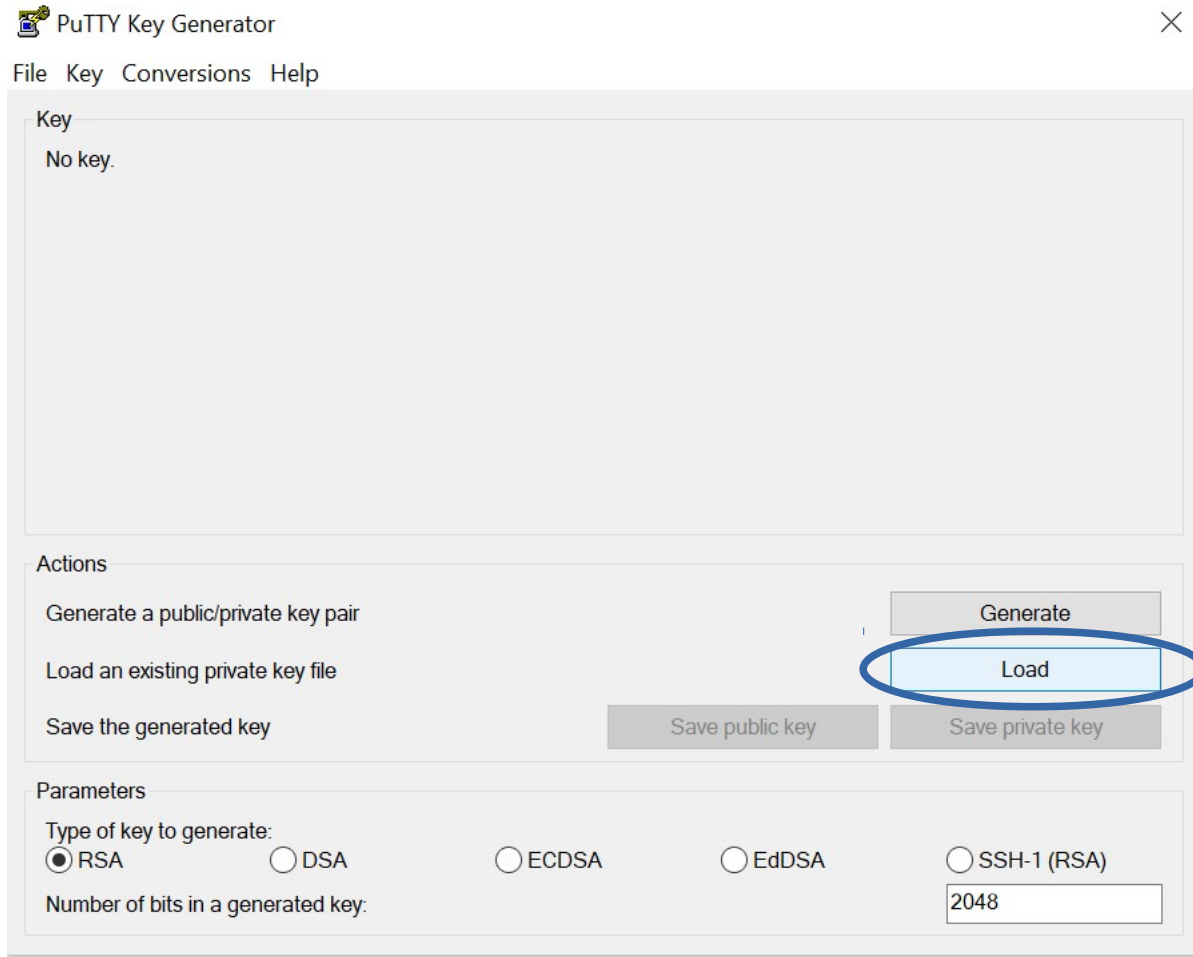 PuTTY Key Generator
File Key Conversions Help
Key
No key.
Actions
Generate a public/private key pair Generate
Load an existing private key file Load
Save the generated key Save public key Save private key
Parameters
Type of key to generate:
RSA DSA ECDSA EdDSA SSH-1 (RSA)
Number of bits in a generated key: 2048